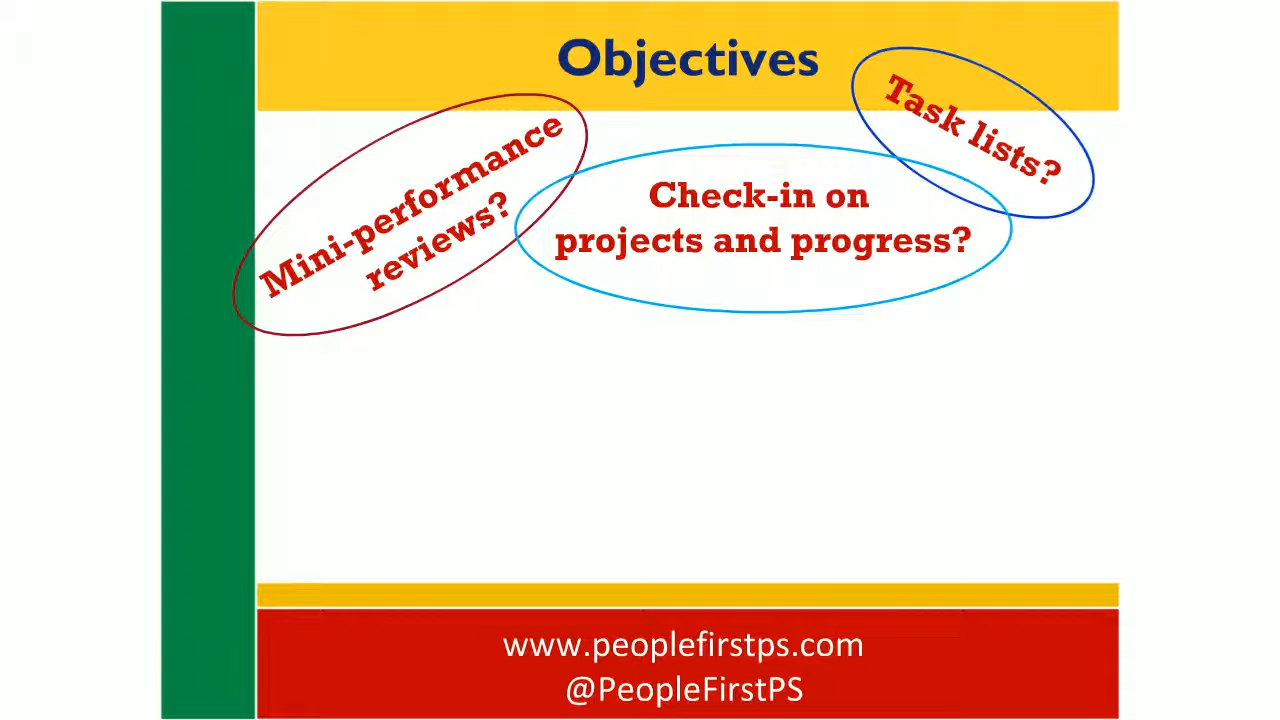 Objectives
Mini-performance
reviews?
Check-in on
projects and progress?
Task lists?
www.peoplefirstps.com
@PeopleFirstPS